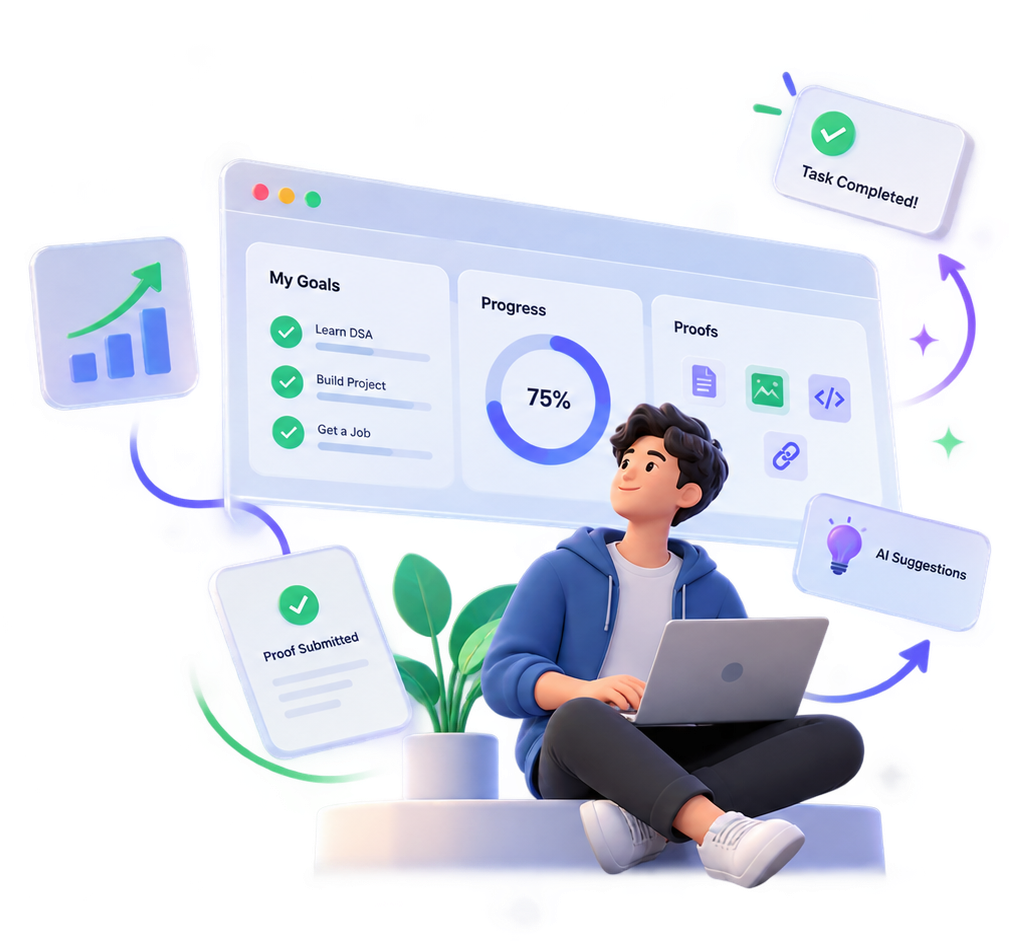 Task Completed!
My Goals
Learn DSA
Build Project
Get a Job
Progress
75%
Proofs
</>
AI Suggestions
Proof Submitted